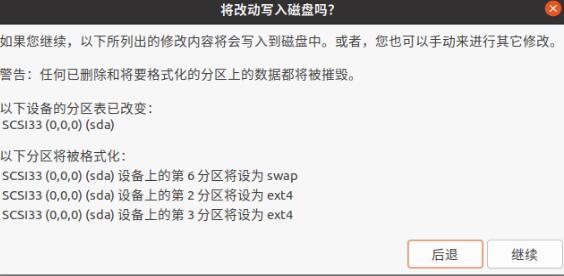 将改动写入磁盘吗？
如果您继续，以下所列出的修改内容将会写入到磁盘中。或者，您也可以手动来进行其它修改。
警告：任何已删除和将要格式化的分区上的数据都将被摧毁。
以下设备的分区表已改变：
SCSI33 (0,0,0) (sda)
以下分区将被格式化：
SCSI33 (0,0,0) (sda) 设备上的第 6 分区将设为 swap
SCSI33 (0,0,0) (sda) 设备上的第 2 分区将设为 ext4
SCSI33 (0,0,0) (sda) 设备上的第 3 分区将设为 ext4
后退 继续